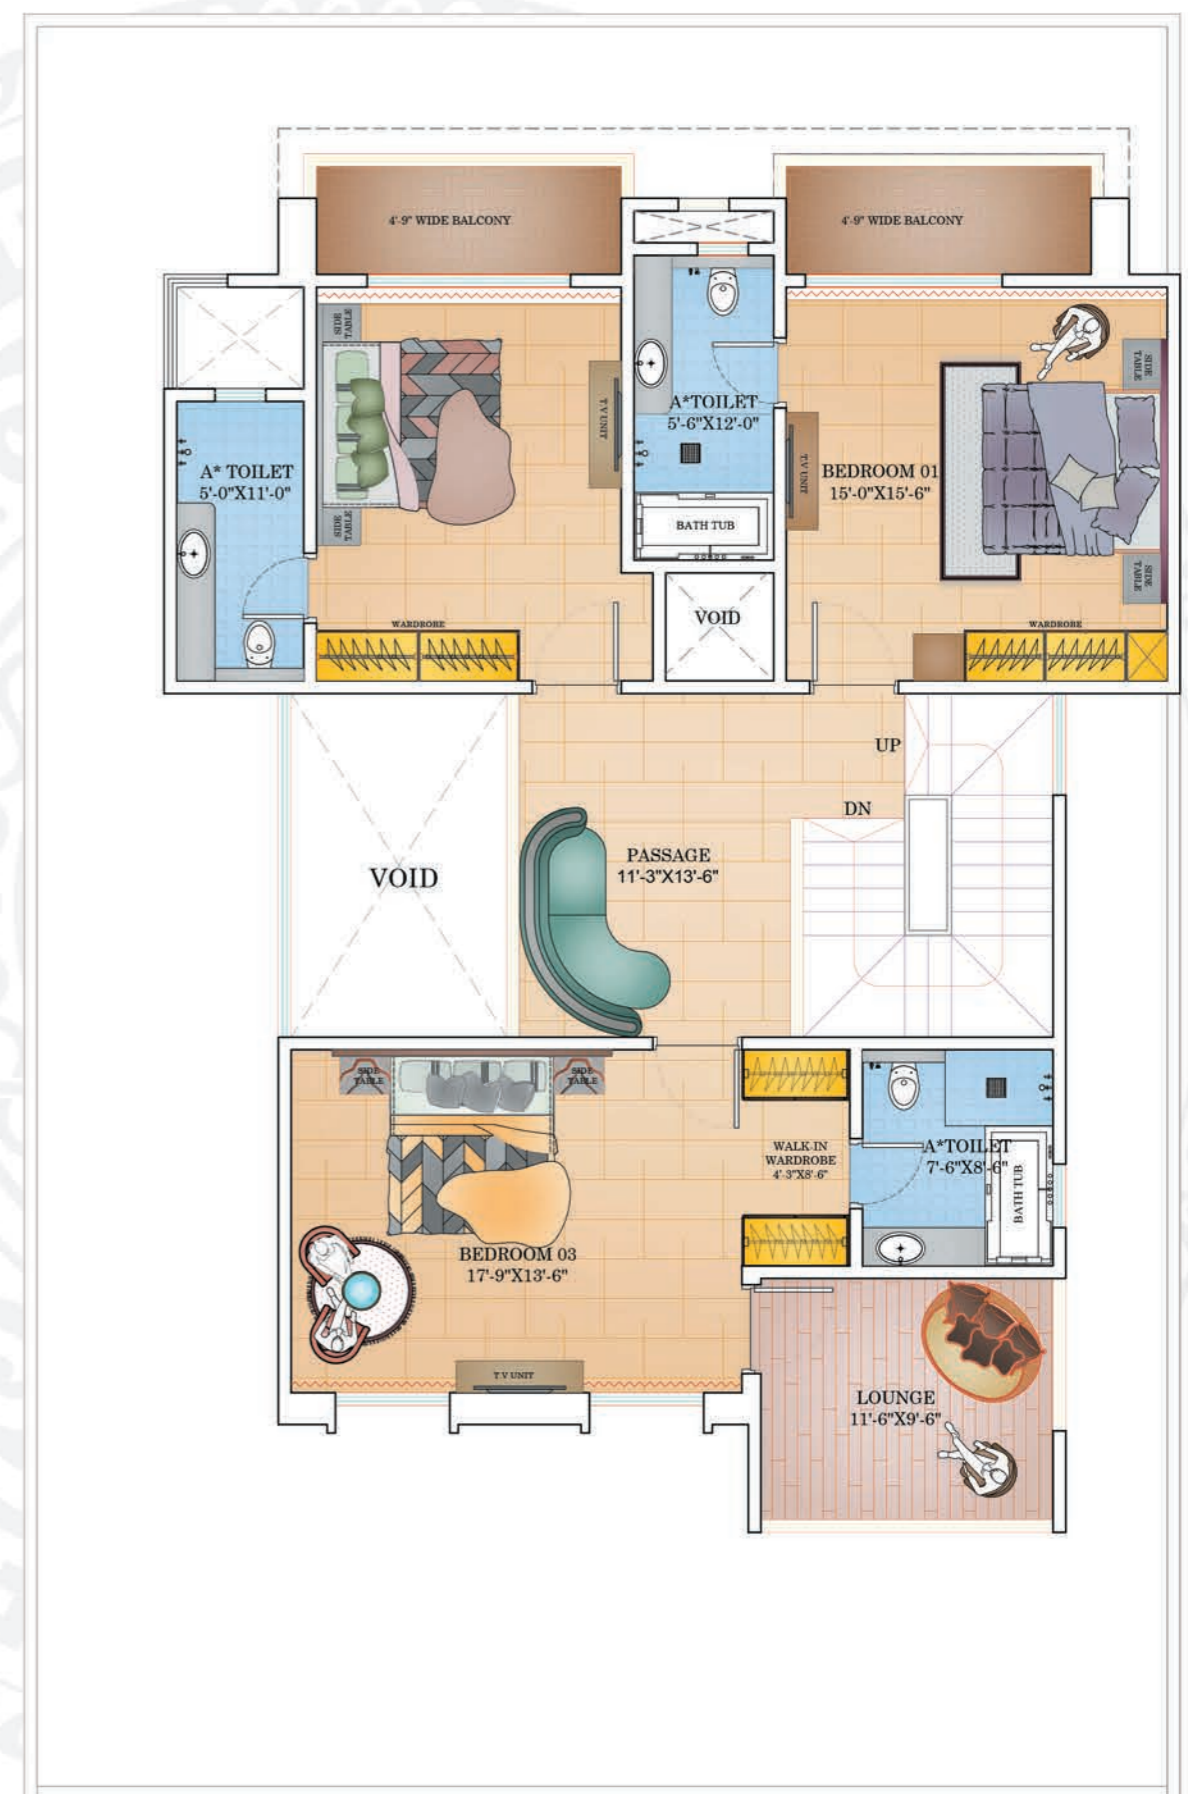 4'-9" WIDE BALCONY
4'-9" WIDE BALCONY
SIDE
TABLE
T.V UNIT
A*TOILET
5'-6"X12'-0"
SIDE
TABLE
A* TOILET
5'-0"X11'-0"
T.V UNIT
BEDROOM 01
15'-0"X15'-6"
SIDE
TABLE
BATH TUB
SIDE
TABLE
VOID
WARDROBE
WARDROBE
UP
DN
PASSAGE
11'-3"X13'-6"
VOID
SIDE
TABLE
SIDE
TABLE
WALK-IN
WARDROBE
4'-3"X8'-6"
A*TOILET
7'-6"X8'-6"
BATH TUB
BEDROOM 03
17'-9"X13'-6"
T.V UNIT
LOUNGE
11'-6"X9'-6"